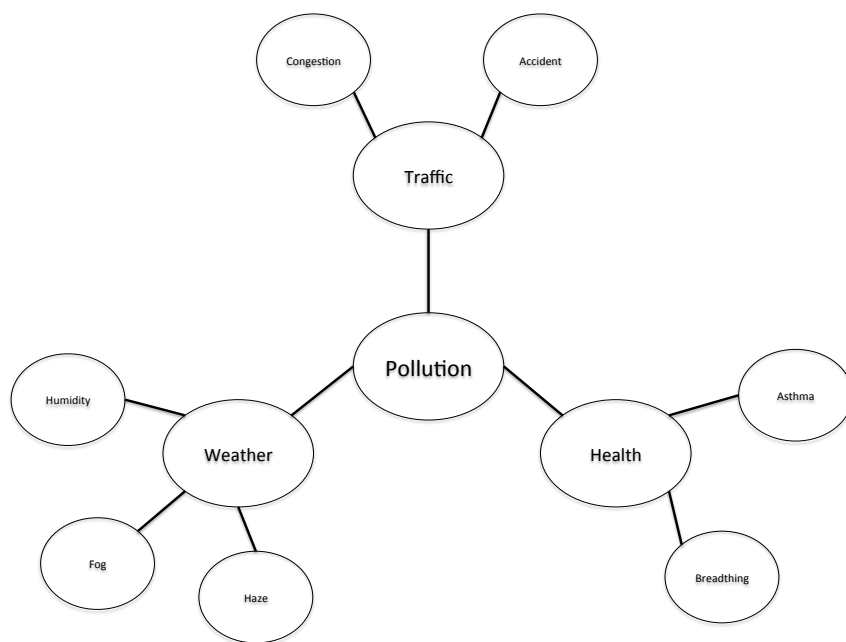 Congestion
Accident
Traffic
Pollution
Humidity
Asthma
Weather
Health
Fog
Haze
Breadthing